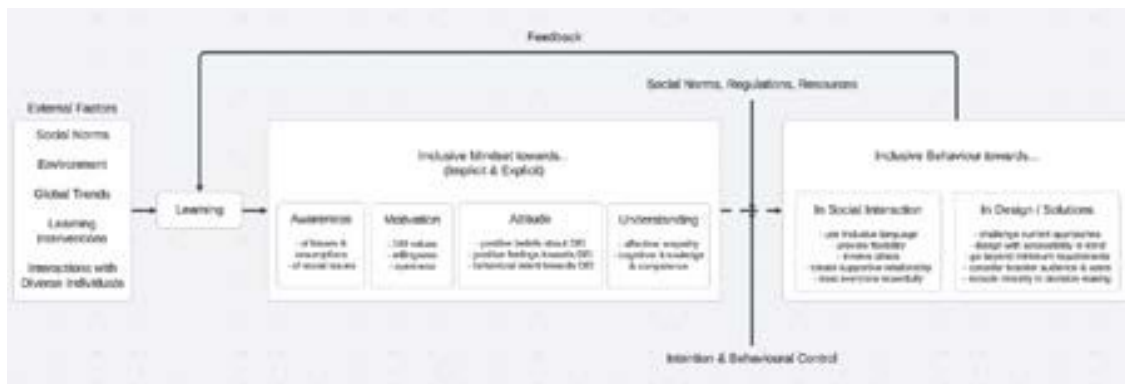 Feedback
Social Norms, Regulations, Resources
External Factors
Social Norms
Environment
Global Trends
Learning
Interventions
Interactions with
Diverse Individuals
Learning
Inclusive Mindset towards...
(Implicit & Explicit)
Awareness
- of biases &
assumptions
- of social issues
Motivation
values
- willingness
- openness
Attitude
- positive beliefs about
- positive feelings towards
- behavioural intent towards
Understanding
- affective empathy
- cognitive knowledge
& competence
Inclusive Behaviour towards...
In Social Interaction
- use inclusive language
- provide flexibility
- involve others
- create supportive relationship
- treat everyone respectfully
In Design / Solutions
- challenge current approaches
- design with accessibility in mind
- go beyond minimum requirements
- consider broader audience & users
- include minority in decision making
Intention & Behavioural Control